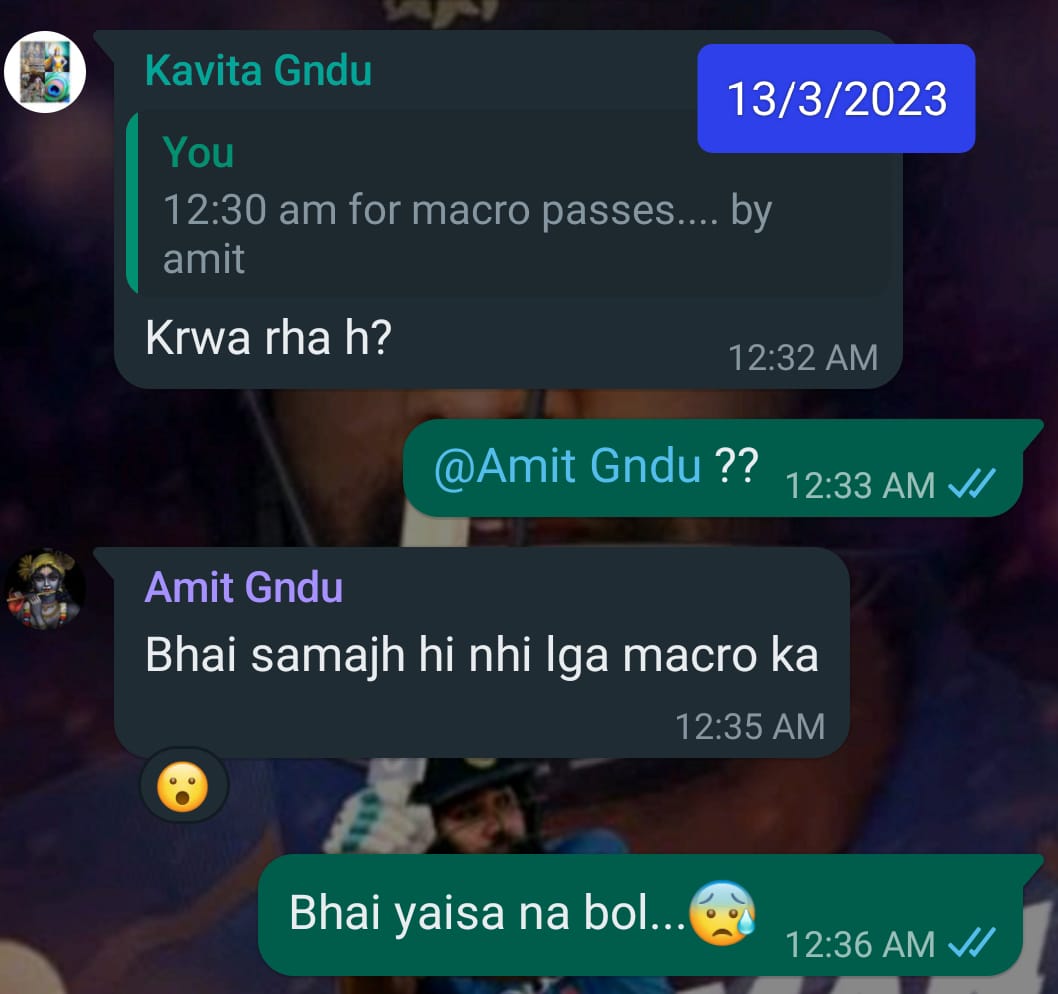 Kavita Gndu
13/3/2023
You
12:30 am for macro passes.... by
amit
Krwa rha h?
12:32 AM
@Amit Gndu ?? 12:33 AM
Amit Gndu
Bhai samajh hi nhi lga macro ka
12:35 AM
Bhai yaisa na bol...😰 12:36 AM